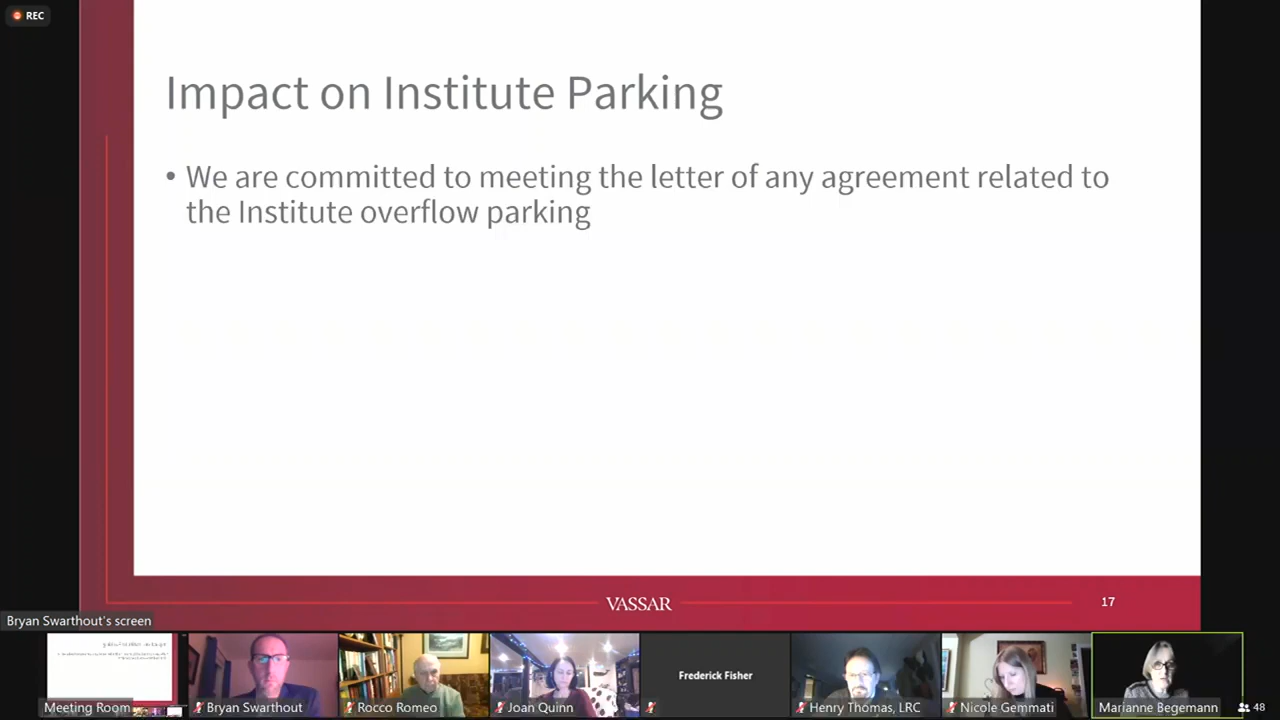 REC
Impact on Institute Parking
• We are committed to meeting the letter of any agreement related to
the Institute overflow parking
VASSAR
17
Bryan Swarthout's screen
Frederick Fisher
Meeting Room
Bryan Swarthout
Rocco Romeo
Joan Quinn
Henry Thomas, LRC
Nicole Gemmati
Marianne Begemann
48